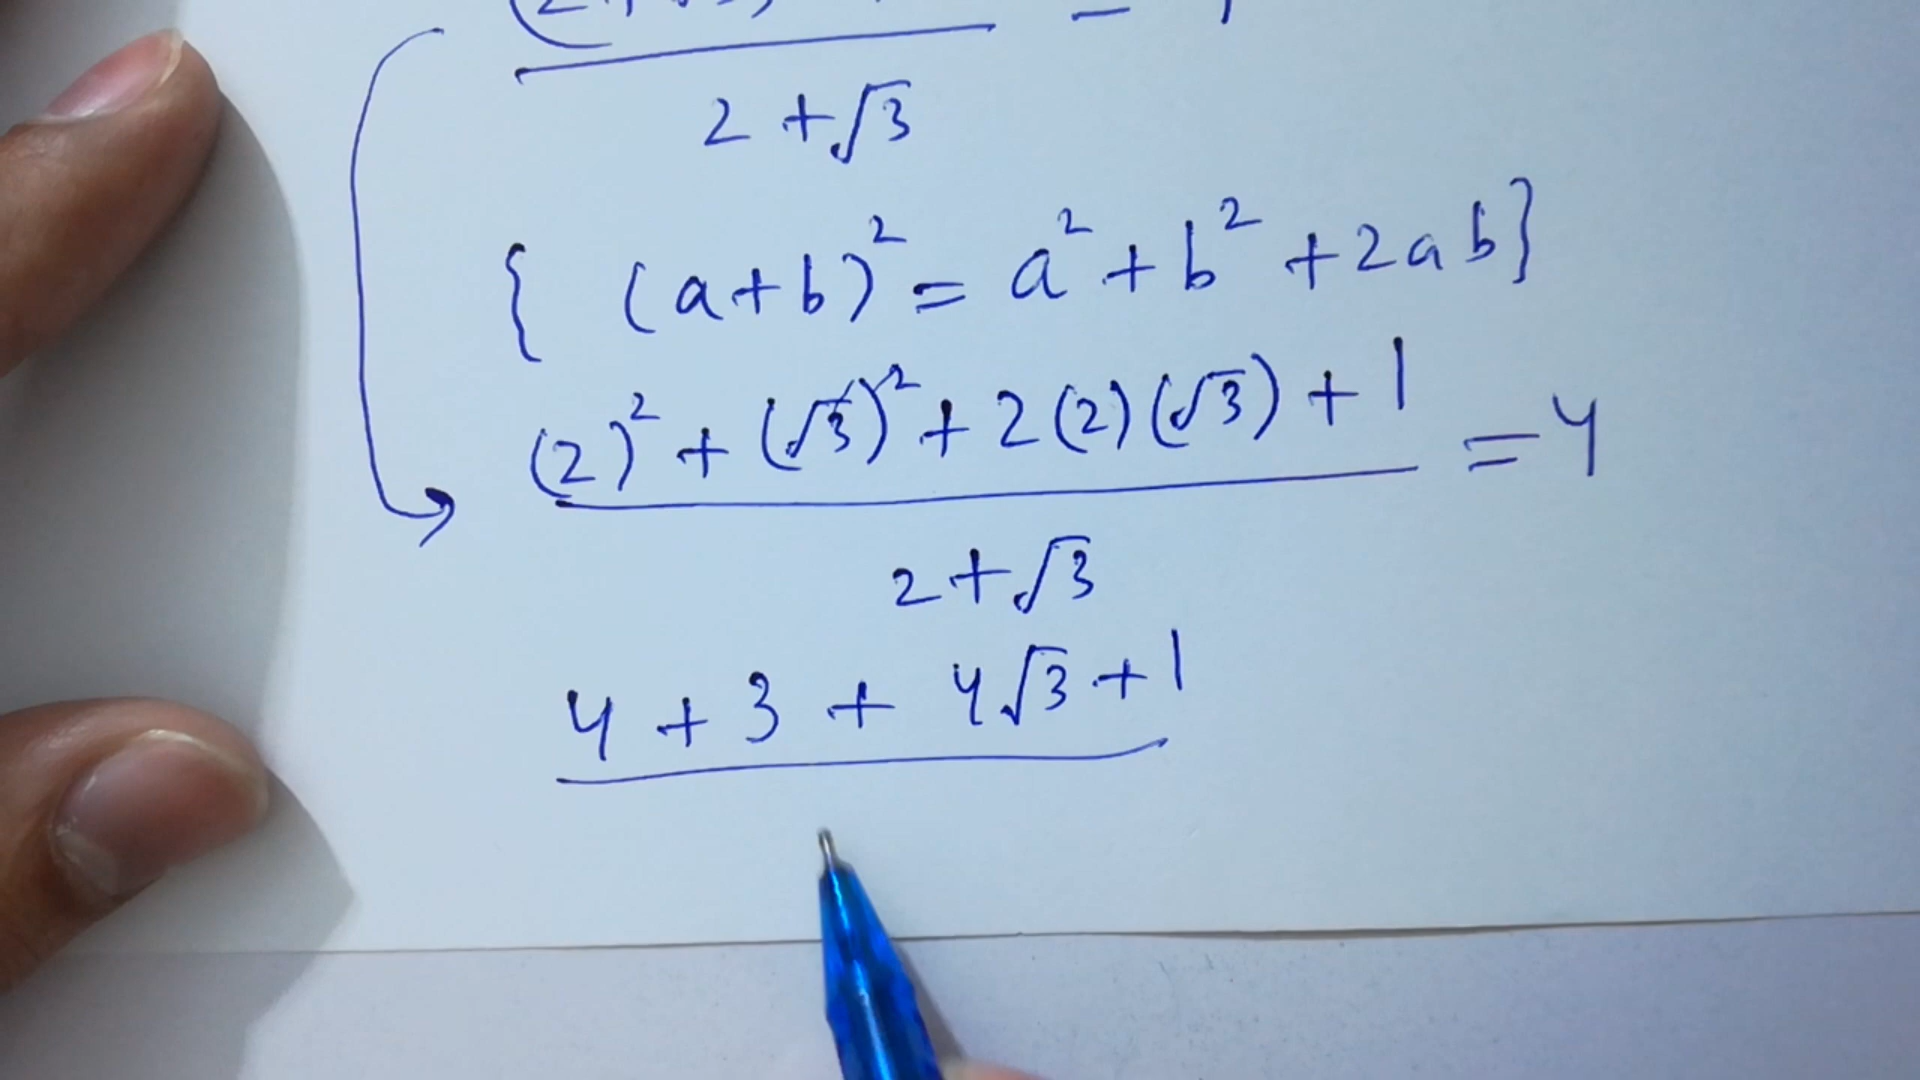 2 + √3
{ (a+b)² = a² + b² + 2ab}
(2)² + (√3)² + 2(2)(√3) + 1 = 4
2 + √3
4 + 3 + 4√3 + 1